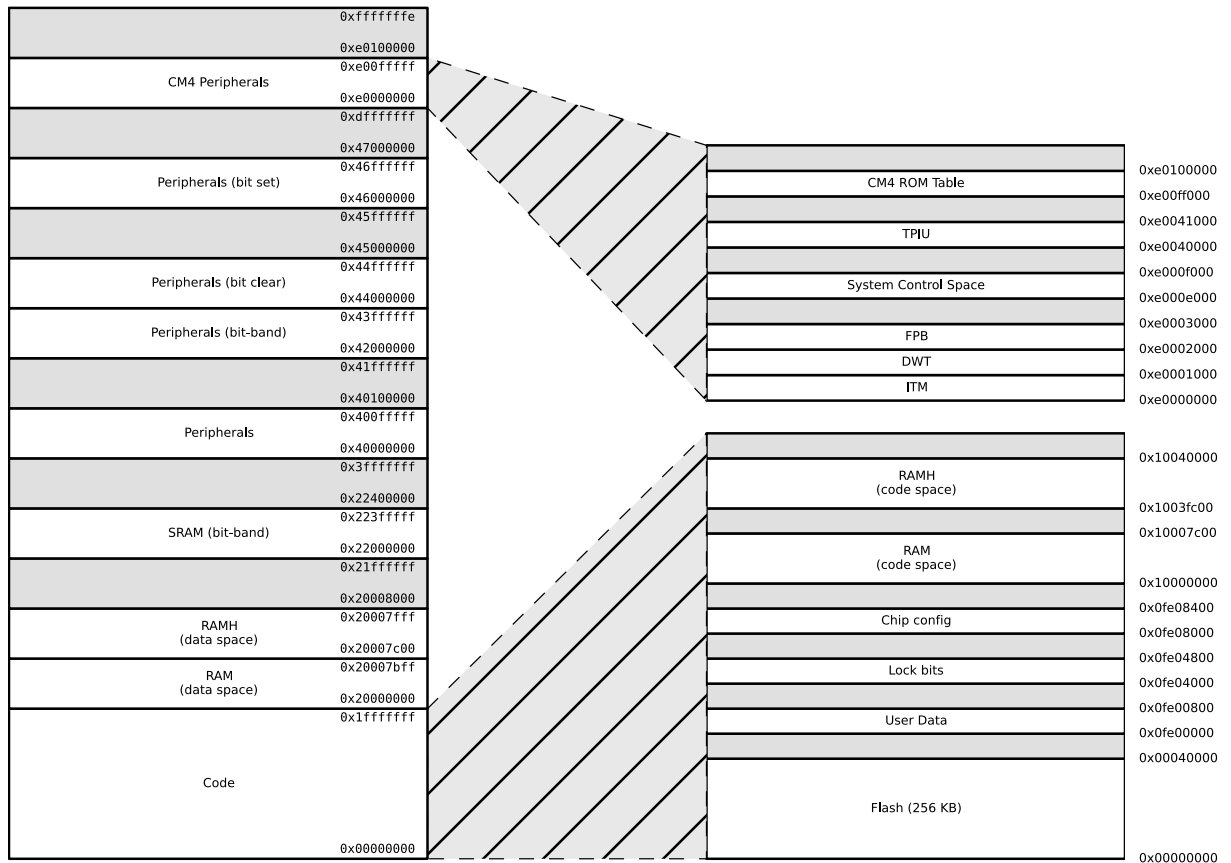 0xfffffffe
0xe0100000
CM4 Peripherals
0xe00fffff
0xe0000000
0xdfffffff
0x47000000
Peripherals (bit set)
0x46ffffff
0x46000000
0x45ffffff
0x45000000
Peripherals (bit clear)
0x44ffffff
0x44000000
Peripherals (bit-band)
0x43ffffff
0x42000000
0x41ffffff
0x40100000
Peripherals
0x400fffff
0x40000000
0x3fffffff
0x22400000
SRAM (bit-band)
0x223fffff
0x22000000
0x21ffffff
0x20008000
RAMH
(data space)
0x20007fff
0x20007c00
RAM
(data space)
0x20007bff
0x20000000
0x1fffffff
Code
0x00000000
0xe0100000
CM4 ROM Table
0xe00ff000
0xe0041000
TPIU
0xe0040000
0xe000f000
System Control Space
0xe000e000
0xe0003000
FPB
0xe0002000
DWT
0xe0001000
ITM
0xe0000000
0x10040000
RAMH
(code space)
0x1003fc00
0x10007c00
RAM
(code space)
0x10000000
0x0fe08400
Chip config
0x0fe08000
0x0fe04800
Lock bits
0x0fe04000
0x0fe00800
User Data
0x0fe00000
0x00040000
Flash (256 KB)
0x00000000